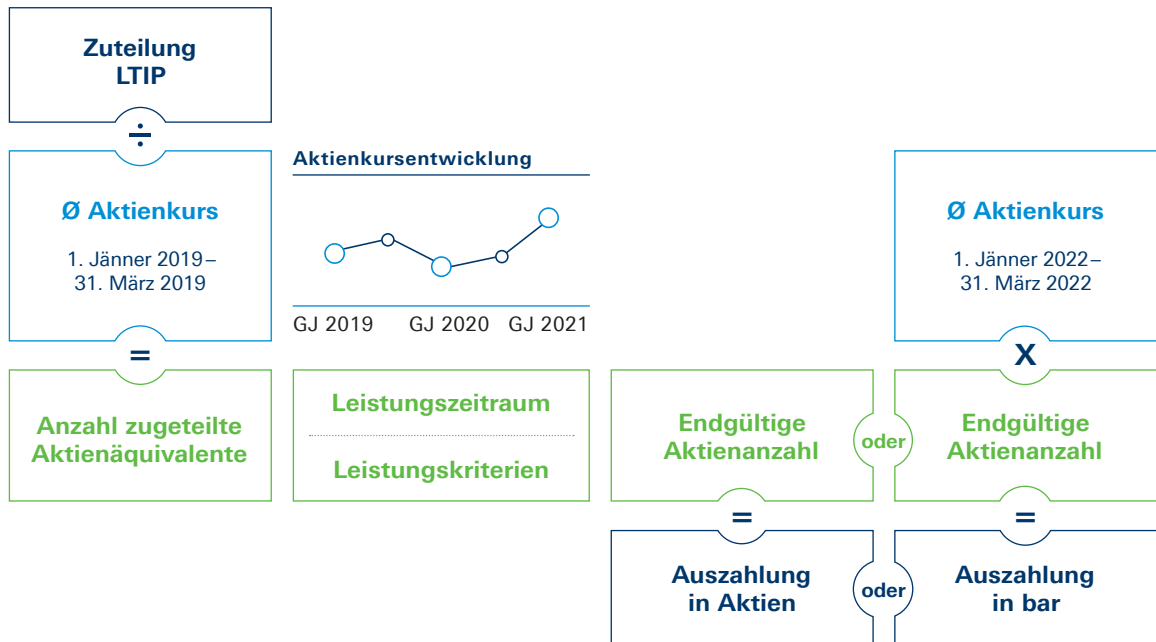 Zuteilung
LTIP
÷
Ø Aktienkurs
1. Jänner 2019–
31. März 2019
=
Anzahl zugeteilte
Aktienäquivalente
Aktienkursentwicklung
GJ 2019 GJ 2020 GJ 2021
Leistungszeitraum
Leistungskriterien
Ø Aktienkurs
1. Jänner 2022–
31. März 2022
X
Endgültige
Aktienanzahl
oder
Endgültige
Aktienanzahl
=
=
Auszahlung
in Aktien
oder
Auszahlung
in bar